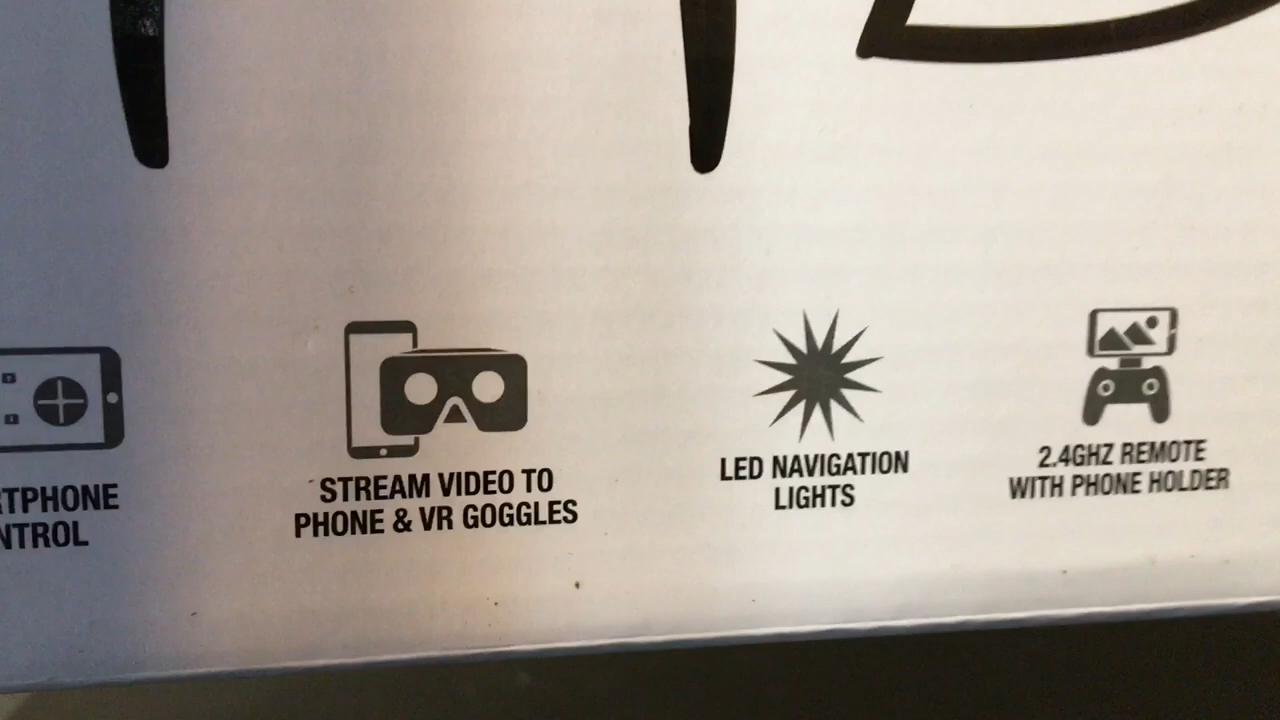 RTPHONE
NTROL
STREAM VIDEO TO
PHONE & VR GOGGLES
LED NAVIGATION
LIGHTS
2.4GHZ REMOTE
WITH PHONE HOLDER